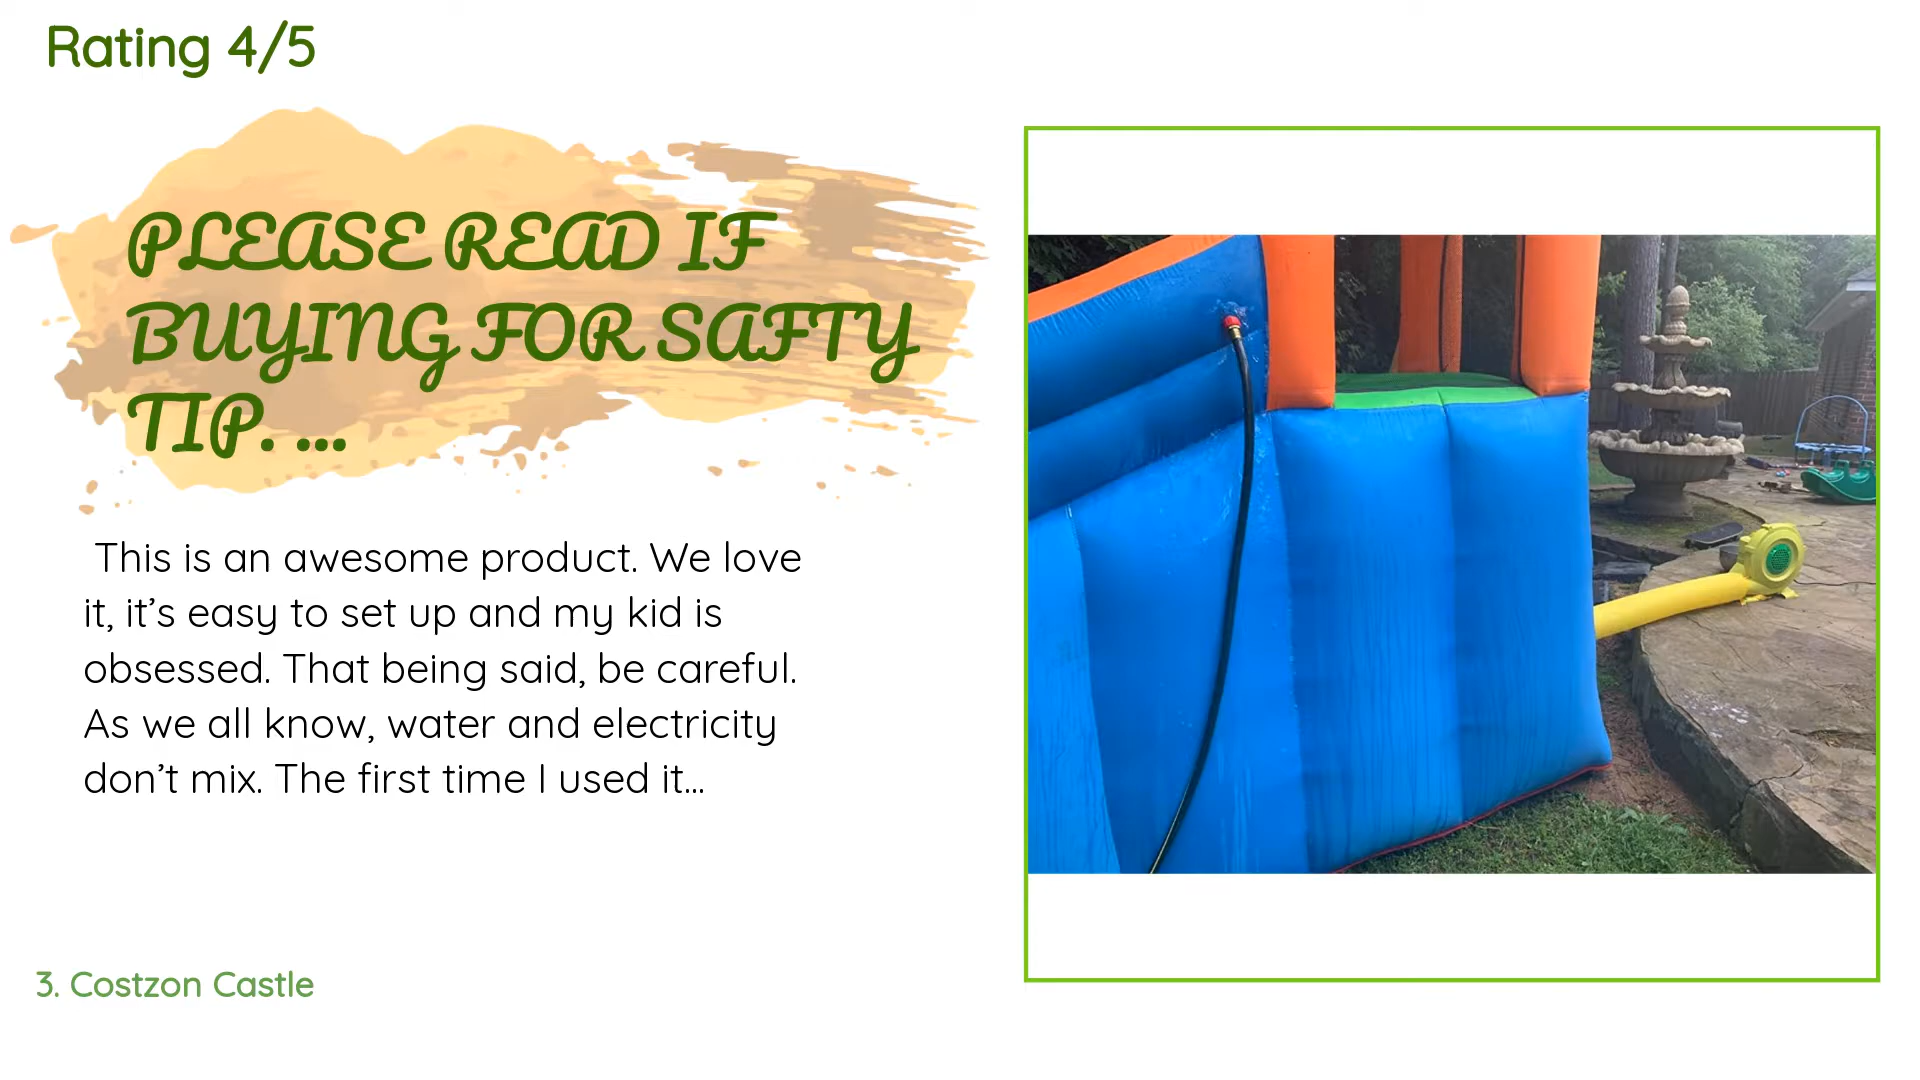 Rating 4/5
PLEASE READ IF
BUYING FOR SAFTY
TIP. ...
This is an awesome product. We love
it, it’s easy to set up and my kid is
obsessed. That being said, be careful.
As we all know, water and electricity
don’t mix. The first time I used it...
3. Costzon Castle